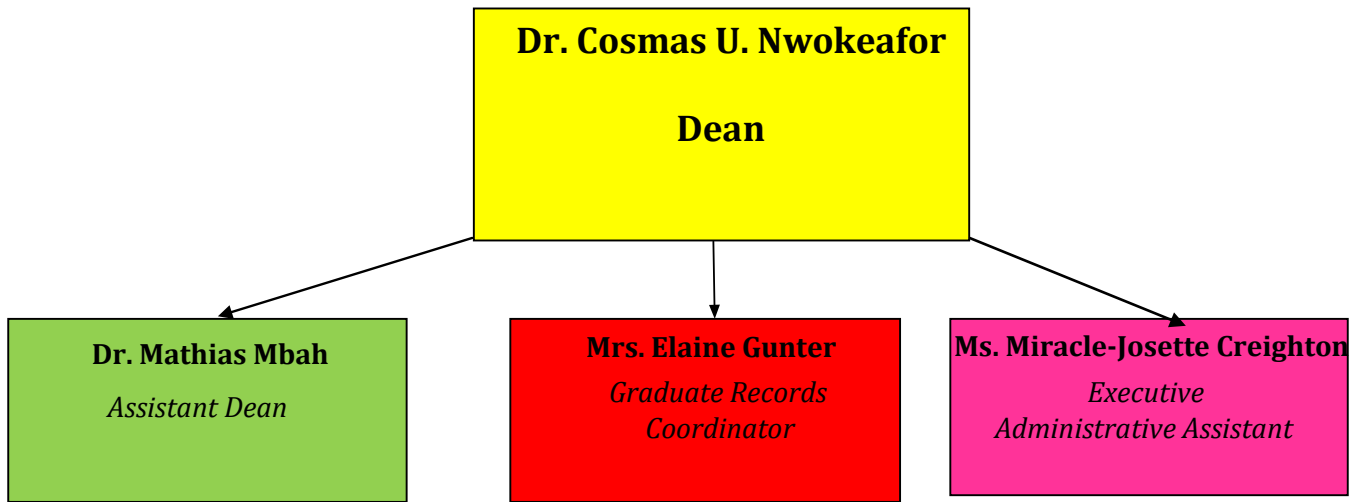 Dr. Cosmas U. Nwokeafor
Dean
Dr. Mathias Mbah
Assistant Dean
Mrs. Elaine Gunter
Graduate Records
Coordinator
Ms. Miracle-Josette Creighton
Executive
Administrative Assistant